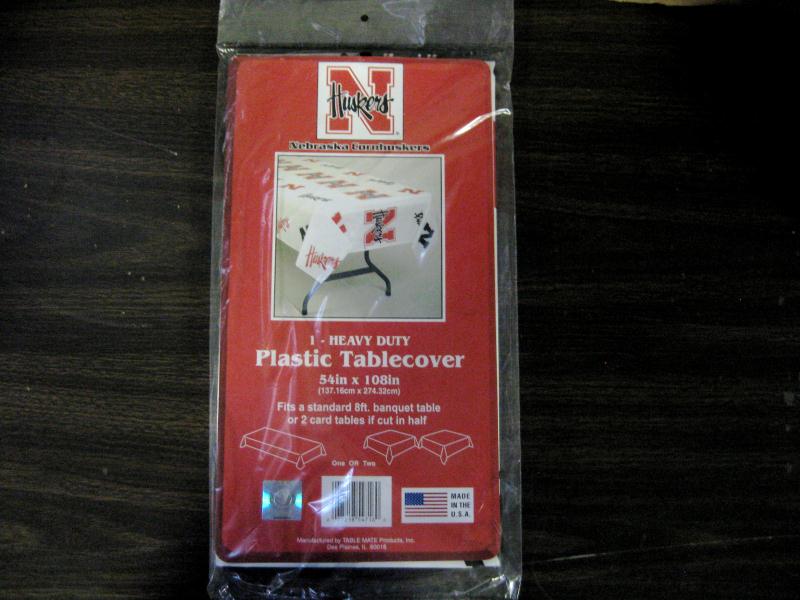 N
Huskers
Nebraska Cornhuskers
Huskers
Huskers
N
1 - HEAVY DUTY
Plastic Tablecover
54in x 108in
(137.16cm x 274.32cm)
Fits a standard 8ft. banquet table
or 2 card tables if cut in half
One OR Two
MADE
IN THE
U.S.A.
Manufactured by TABLE MATE Products, Inc.
Des Plaines, IL 60018